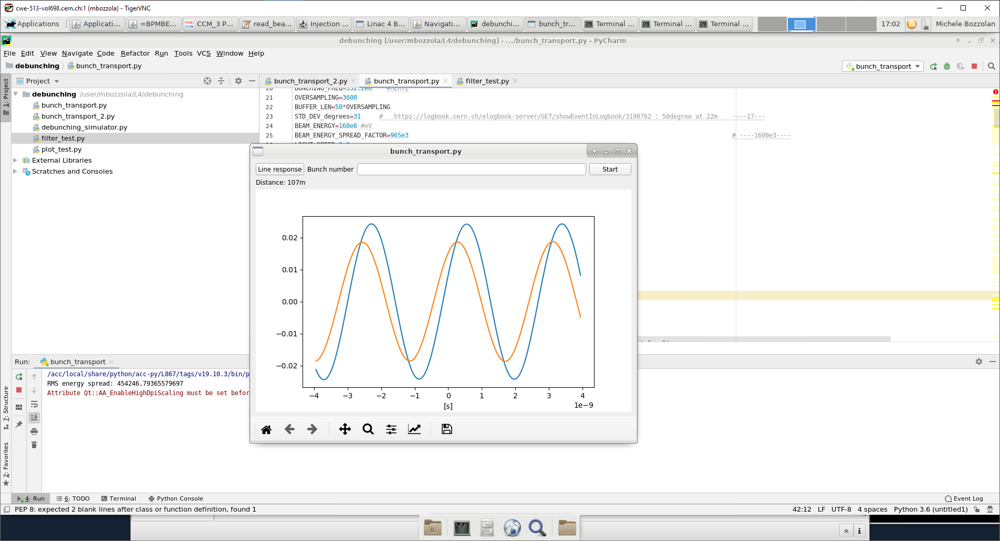 cwe-513-vol698.cern.ch:1 (mbozzola) - TigerVNC
Applications
Applicati...
=BPMBE...
CCM_3 P...
read_bea...
Injection ...
Linac 4 B...
Navigati...
debunchi...
bunch_tr...
Terminal ...
Terminal ...
Terminal ...
17:02
Michele Bozzolan
debunching [/user/mbozzola/L4/debunching] - .../bunch_transport.py - PyCharm
File Edit View Navigate Code Refactor Run Tools VCS Window Help
debunching
bunch_transport.py
bunch_transport
Project
bunch_transport_2.py
bunch_transport.py
filter_test.py
1: Project
debunching /user/mbozzola/L4/debunching
bunch_transport.py
bunch_transport_2.py
debunching_simulator.py
filter_test.py
plot_test.py
External Libraries
Scratches and Consoles
20 BUNCHING_FREQ=352.2e6 #HERTZ
21 OVERSAMPLING=3600
22 BUFFER_LEN=50*OVERSAMPLING
23 STD_DEV_degrees=31 # https://logbook.cern.ch/elogbook-server/GET/showEventInLogbook/3190762 : 50degree at 22m ----17---
24 BEAM_ENERGY=160e6 #eV
25 BEAM_ENERGY_SPREAD_FACTOR=965e3 # ----1600e3----
bunch_transport.py
Line response Bunch number Start
Distance: 107m
0.02
0.01
0.00
−0.01
−0.02
−4 −3 −2 −1 0 1 2 3 4
[s]
1e−9
Run: bunch_transport
/acc/local/share/python/acc-py/L867/tags/v19.10.3/bin/p
RMS energy spread: 454246.79365579697
Attribute Qt::AA_EnableHighDpiScaling must be set befor
7: Structure
2: Favorites
4: Run
6: TODO
Terminal
Python Console
Event Log
PEP 8: expected 2 blank lines after class or function definition, found 1
42:12 LF UTF-8 4 spaces Python 3.6 (untitled1)